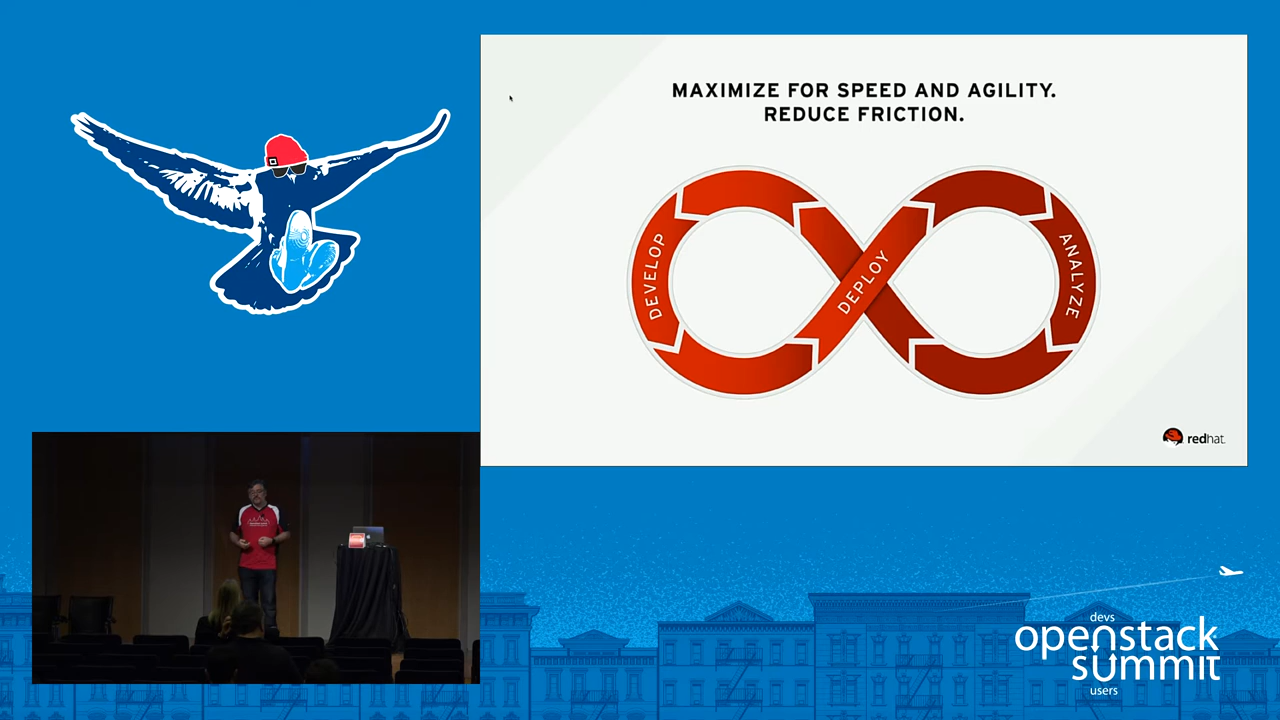 MAXIMIZE FOR SPEED AND AGILITY.
REDUCE FRICTION.
DEVELOP
DEPLOY
ANALYZE
redhat.
devs
openstack
summit
users